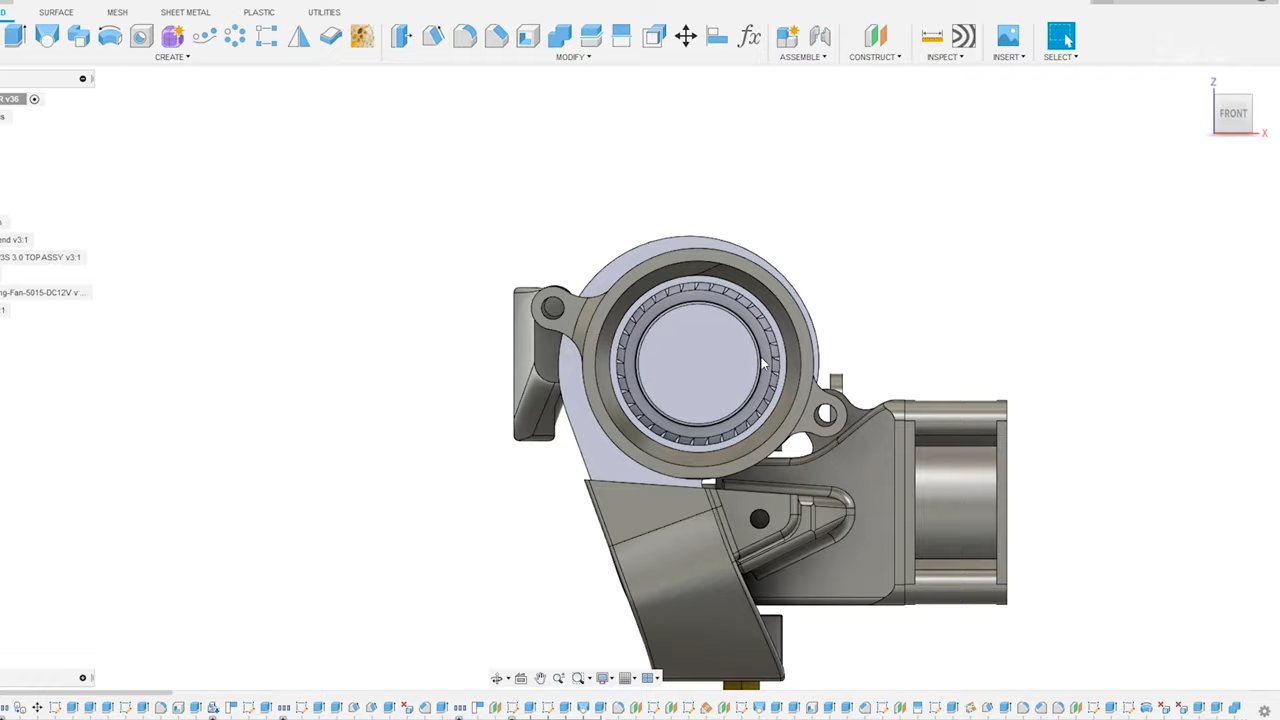 SURFACE MESH SHEET METAL PLASTIC UTILITIES
CREATE MODIFY ASSEMBLE CONSTRUCT INSPECT INSERT SELECT
R v36
Z
FRONT
X
end v3:1
3S 3.0 TOP ASSY v3:1
ng-Fan-5015-DC12V v'...
:1